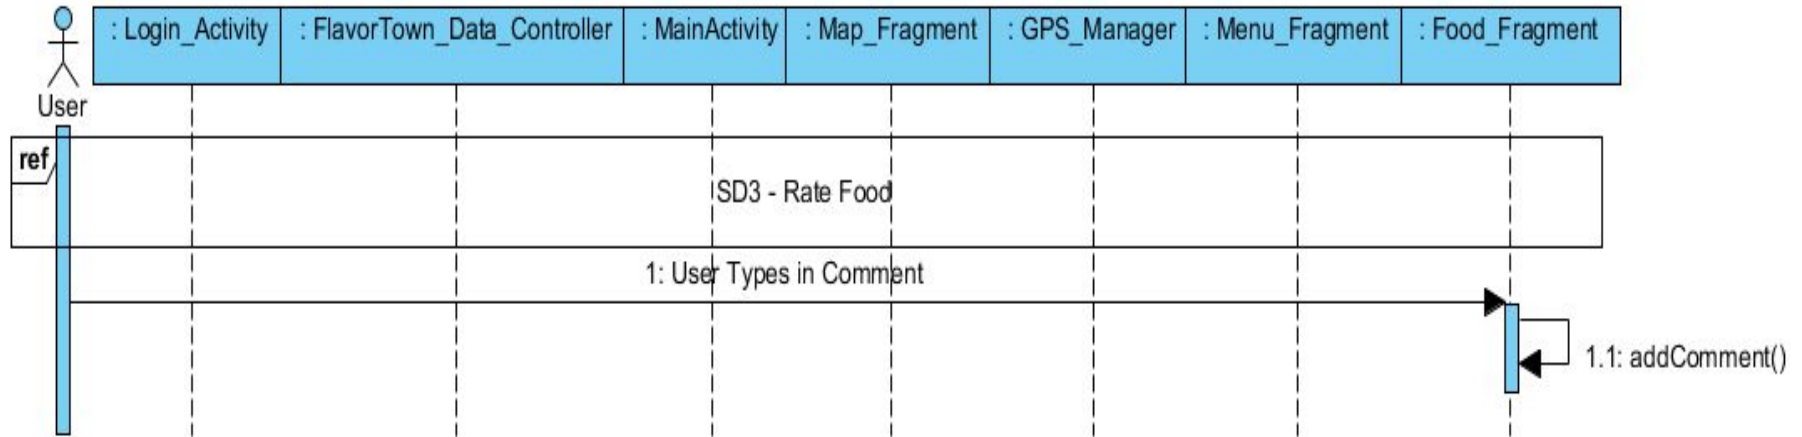 : Login_Activity
: FlavorTown_Data_Controller
: MainActivity
: Map_Fragment
: GPS_Manager
: Menu_Fragment
: Food_Fragment
User
ref
SD3 - Rate Food
1: User Types in Comment
1.1: addComment()